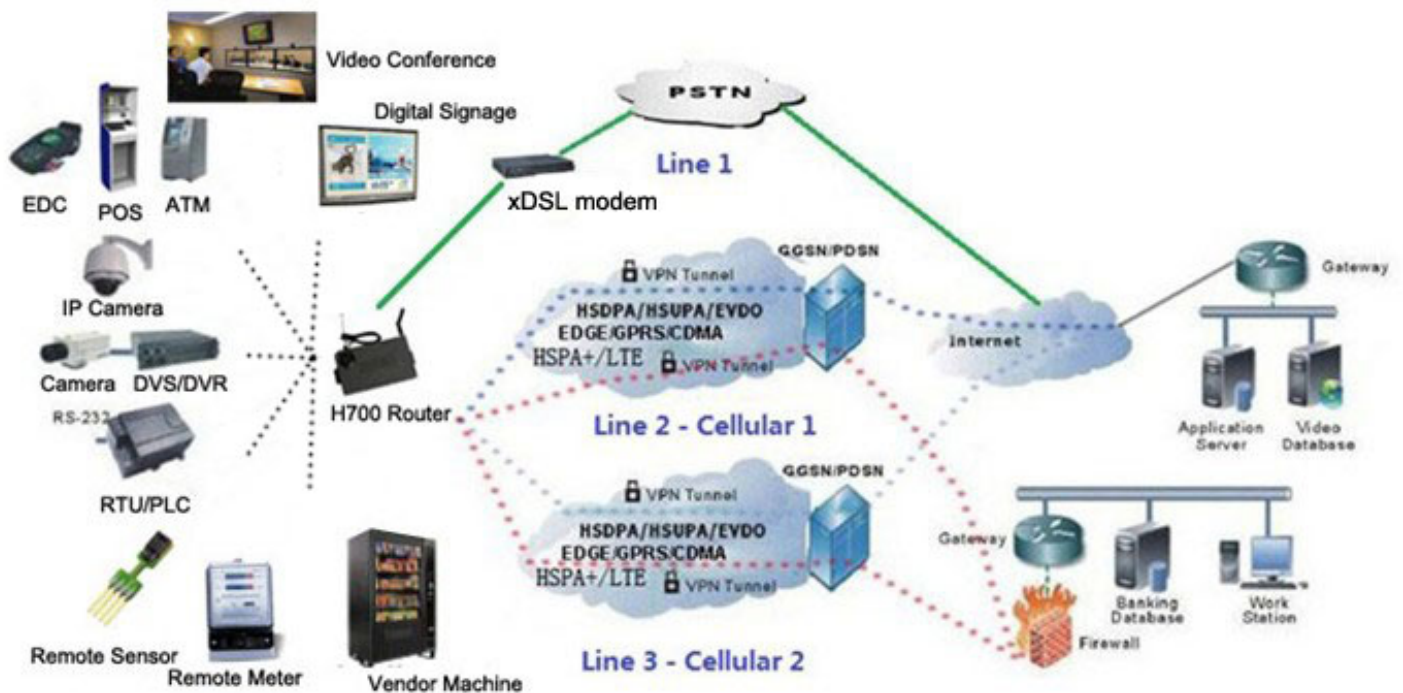 Video Conference
Digital Signage
PSTN
Line 1
xDSL modem
EDC
POS
ATM
IP Camera
Camera
DVS/DVR
RS-232
RTU/PLC
H700 Router
Remote Sensor
Remote Meter
Vendor Machine
GGSN/PDSN
VPN Tunnel
HSDPA/HSUPA/EVDO
EDGE/GPRS/CDMA
HSPA+/LTE
VPN Tunnel
Line 2 - Cellular 1
GGSN/PDSN
VPN Tunnel
HSDPA/HSUPA/EVDO
EDGE/GPRS/CDMA
HSPA+/LTE
VPN Tunnel
Line 3 - Cellular 2
Internet
Gateway
Application
Server
Video
Database
Gateway
Banking
Database
Work
Station
Firewall